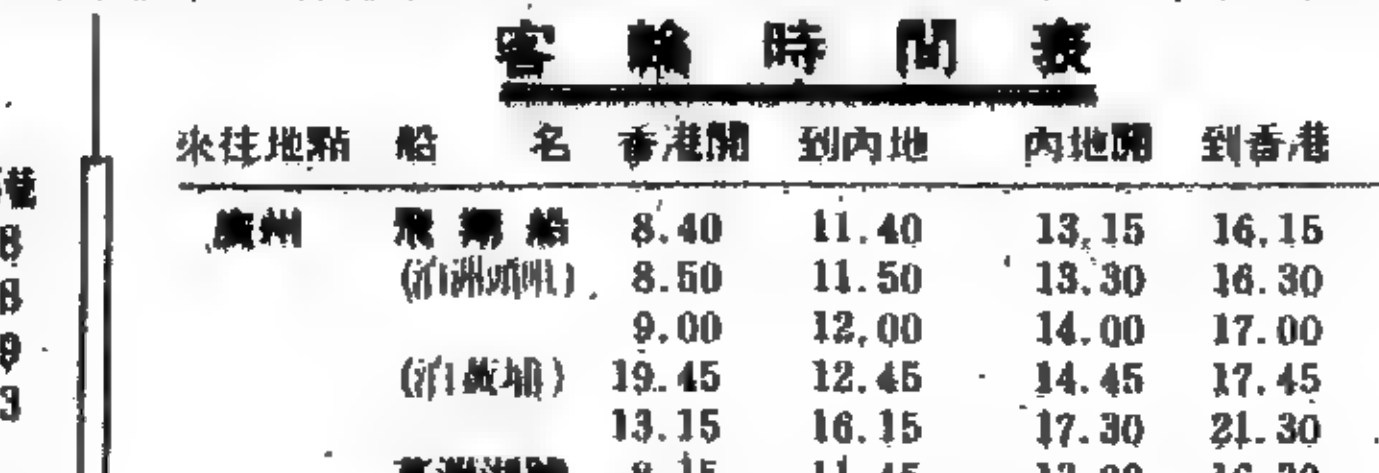 客輪時間表
來往地點 船名 香港開 到內地 內地開 到香港
廣州 飛翔船 8.40 11.40 13.15 16.15
(泊洲頭咀) 8.50 11.50 13.30 16.30
9.00 12.00 14.00 17.00
(泊黃埔) 19.45 12.45 14.45 17.45
13.15 16.15 17.30 21.30